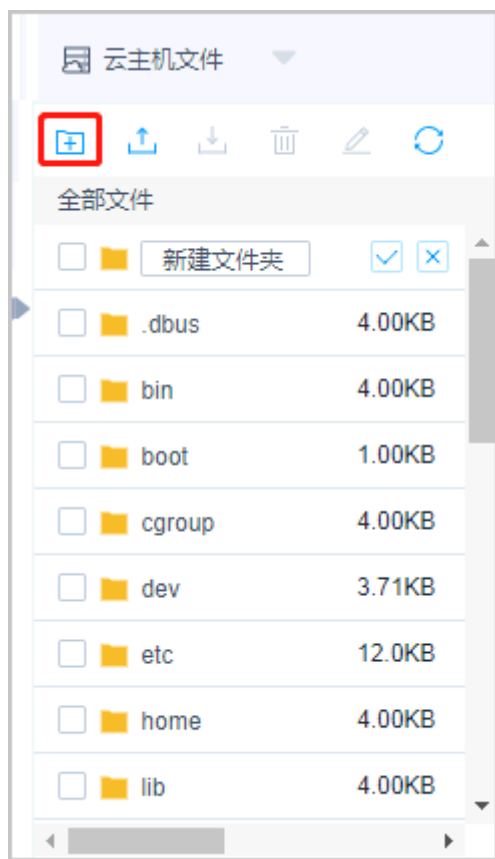 云主机文件
全部文件
新建文件夹
.dbus 4.00KB
bin 4.00KB
boot 1.00KB
cgroup 4.00KB
dev 3.71KB
etc 12.0KB
home 4.00KB
lib 4.00KB